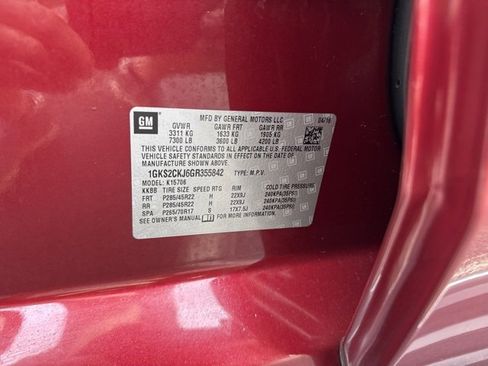 GM
MFD BY GENERAL MOTORS LLC 04/16
GVWR GAWR FRT GAWR RR
3311 KG 1633 KG 1905 KG
7300 LB 3600 LB 4200 LB
THIS VEHICLE CONFORMS TO ALL APPLICABLE U.S. FEDERAL MOTOR
VEHICLE SAFETY STANDARDS IN EFFECT ON THE DATE OF
MANUFACTURE SHOWN ABOVE.
1GKS2CKJ6GR355842 TYPE: M.P.V.
MODEL: K15706
KKBB TIRE SIZE SPEED RTG RIM COLD PRESSURE
FRT P285/45R22 H 22X9J 240KPA(35PSI)
RR P285/45R22 H 22X9J 240KPA(35PSI)
SPA P265/70R17 S 17X7.5J 240KPA(35PSI)
SEE OWNER'S MANUAL